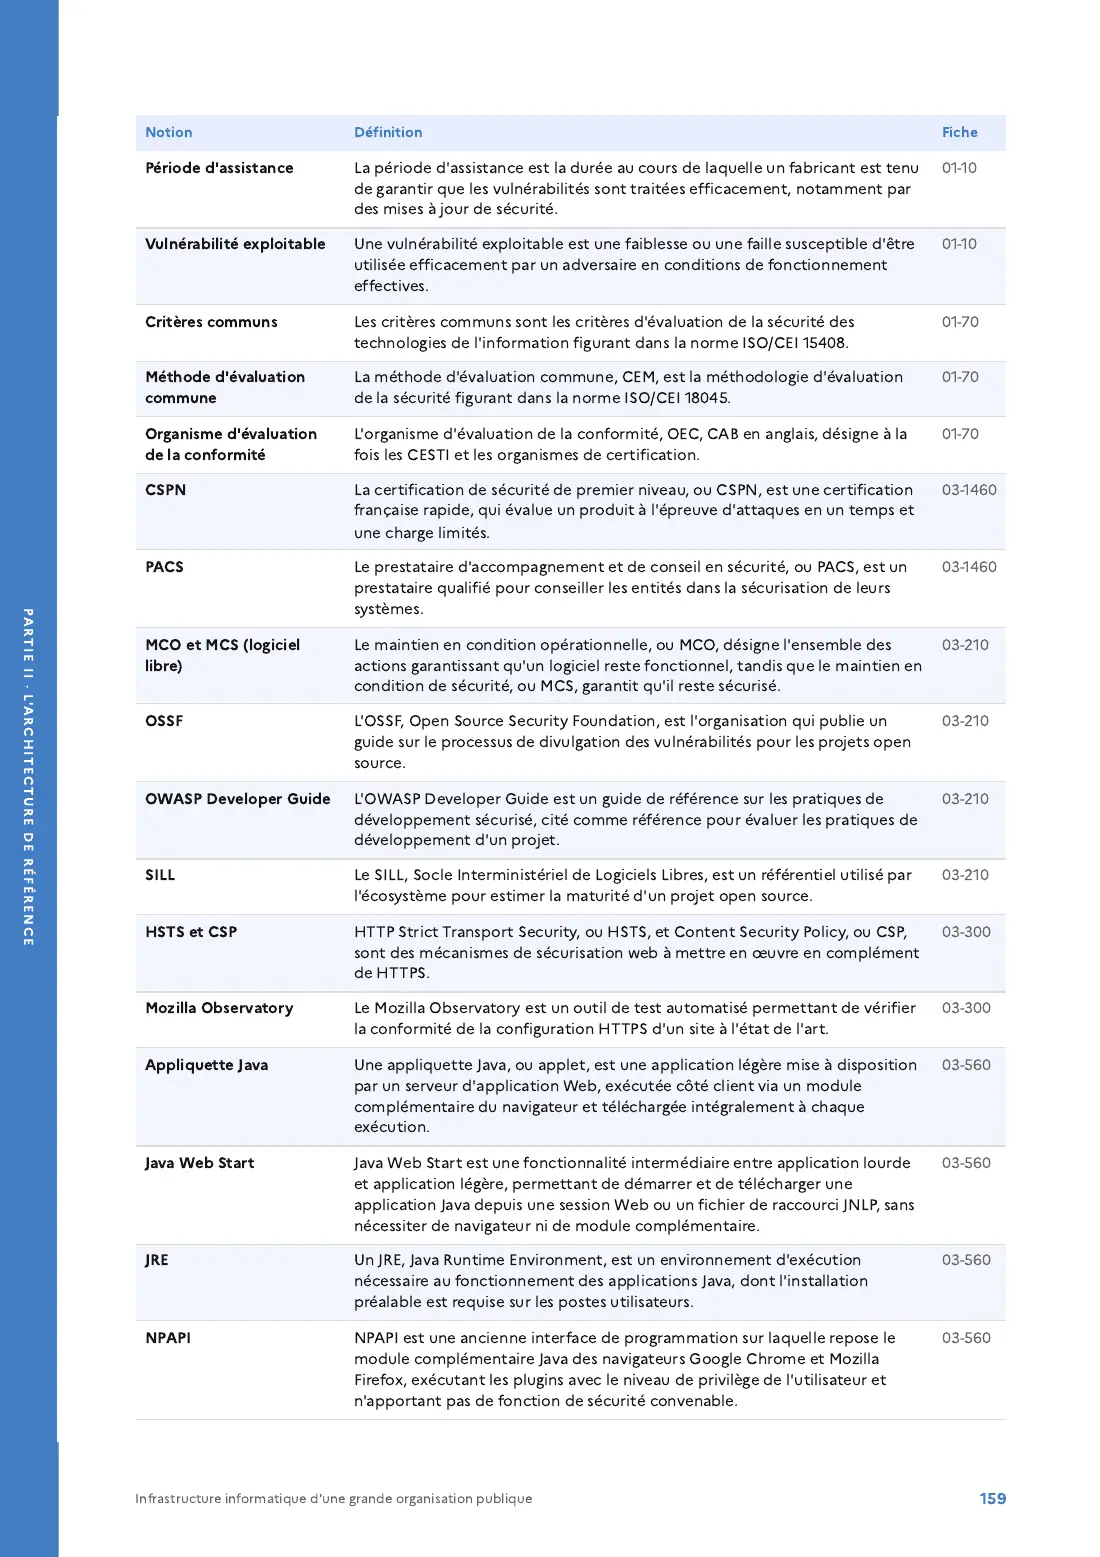 Notion Définition Fiche
Période d'assistance La période d'assistance est la durée au cours de laquelle un fabricant est tenu 01-10
de garantir que les vulnérabilités sont traitées efficacement, notamment par
des mises à jour de sécurité.
Vulnérabilité exploitable Une vulnérabilité exploitable est une faiblesse ou une faille susceptible d'être 01-10
utilisée efficacement par un adversaire en conditions de fonctionnement
effectives.
Critères communs Les critères communs sont les critères d'évaluation de la sécurité des 01-70
technologies de l'information figurant dans la norme ISO/CEI 15408.
Méthode d'évaluation La méthode d'évaluation commune, CEM, est la méthodologie d'évaluation 01-70
commune de la sécurité figurant dans la norme ISO/CEI 18045.
Organisme d'évaluation L'organisme d'évaluation de la conformité, OEC, CAB en anglais, désigne à la 01-70
de la conformité fois les CESTI et les organismes de certification.
CSPN La certification de sécurité de premier niveau, ou CSPN, est une certification 03-1460
française rapide, qui évalue un produit à l'épreuve d'attaques en un temps et
une charge limités.
PACS Le prestataire d'accompagnement et de conseil en sécurité, ou PACS, est un 03-1460
prestataire qualifié pour conseiller les entités dans la sécurisation de leurs
systèmes.
MCO et MCS (logiciel Le maintien en condition opérationnelle, ou MCO, désigne l'ensemble des 03-210
libre) actions garantissant qu'un logiciel reste fonctionnel, tandis que le maintien en
condition de sécurité, ou MCS, garantit qu'il reste sécurisé.
OSSF L'OSSF, Open Source Security Foundation, est l'organisation qui publie un 03-210
guide sur le processus de divulgation des vulnérabilités pour les projets open
source.
OWASP Developer Guide L'OWASP Developer Guide est un guide de référence sur les pratiques de 03-210
développement sécurisé, cité comme référence pour évaluer les pratiques de
développement d'un projet.
SILL Le SILL, Socle Interministériel de Logiciels Libres, est un référentiel utilisé par 03-210
l'écosystème pour estimer la maturité d'un projet open source.
HSTS et CSP HTTP Strict Transport Security, ou HSTS, et Content Security Policy, ou CSP, 03-300
sont des mécanismes de sécurisation web à mettre en œuvre en complément
de HTTPS.
Mozilla Observatory Le Mozilla Observatory est un outil de test automatisé permettant de vérifier 03-300
la conformité de la configuration HTTPS d'un site à l'état de l'art.
Appliquette Java Une appliquette Java, ou applet, est une application légère mise à disposition 03-560
par un serveur d'application Web, exécutée côté client via un module
complémentaire du navigateur et téléchargée intégralement à chaque
exécution.
Java Web Start Java Web Start est une fonctionnalité intermédiaire entre application lourde 03-560
et application légère, permettant de démarrer et de télécharger une
application Java depuis une session Web ou un fichier de raccourci JNLP, sans
nécessiter de navigateur ni de module complémentaire.
JRE Un JRE, Java Runtime Environment, est un environnement d'exécution 03-560
nécessaire au fonctionnement des applications Java, dont l'installation
préalable est requise sur les postes utilisateurs.
NPAPI NPAPI est une ancienne interface de programmation sur laquelle repose le 03-560
module complémentaire Java des navigateurs Google Chrome et Mozilla
Firefox, exécutant les plugins avec le niveau de privilège de l'utilisateur et
n'apportant pas de fonction de sécurité convenable.
PARTIE II · L'ARCHITECTURE DE RÉFÉRENCE
Infrastructure informatique d'une grande organisation publique 159